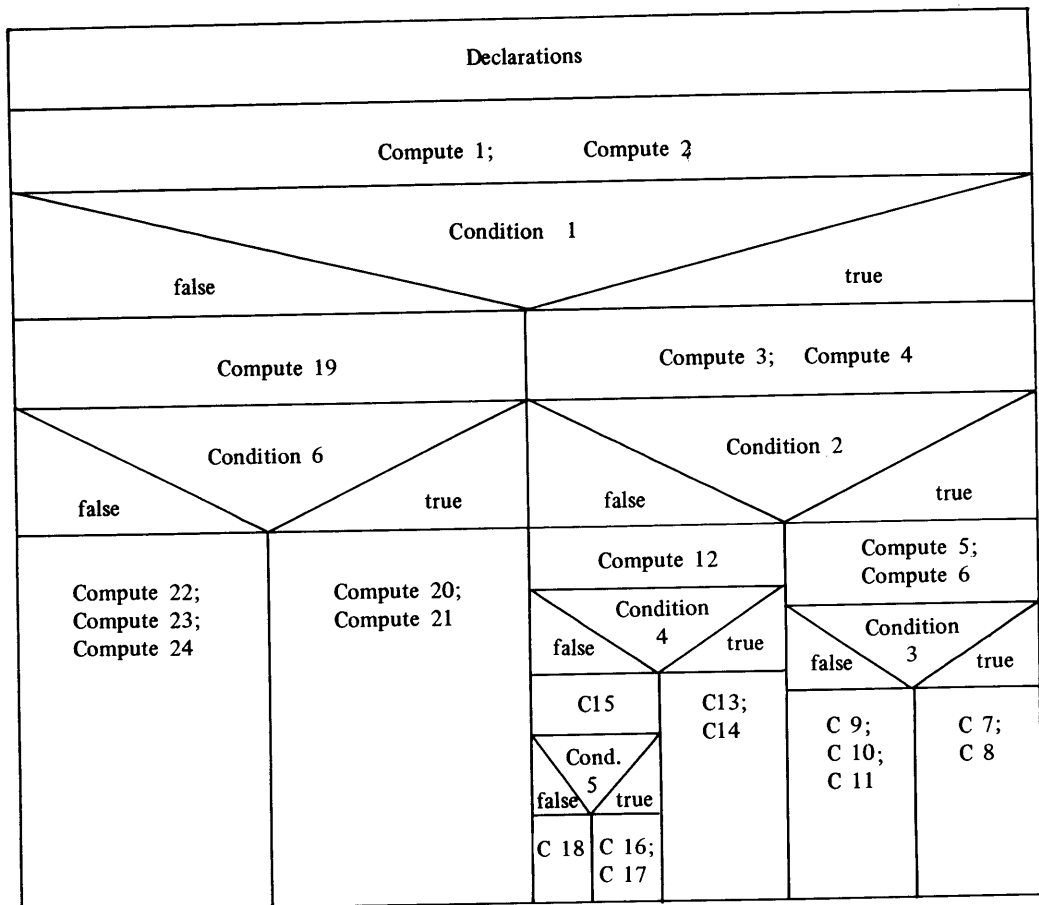 Declarations
Compute 1; Compute 2
Condition 1
false
true
Compute 19
Compute 3; Compute 4
Condition 6
false
true
Condition 2
false
true
Compute 22;
Compute 23;
Compute 24
Compute 20;
Compute 21
Compute 12
Condition
4
false
true
C15
Cond.
5
false
true
C 18
C 16;
C 17
C13;
C14
Compute 5;
Compute 6
Condition
3
false
true
C 9;
C 10;
C 11
C 7;
C 8